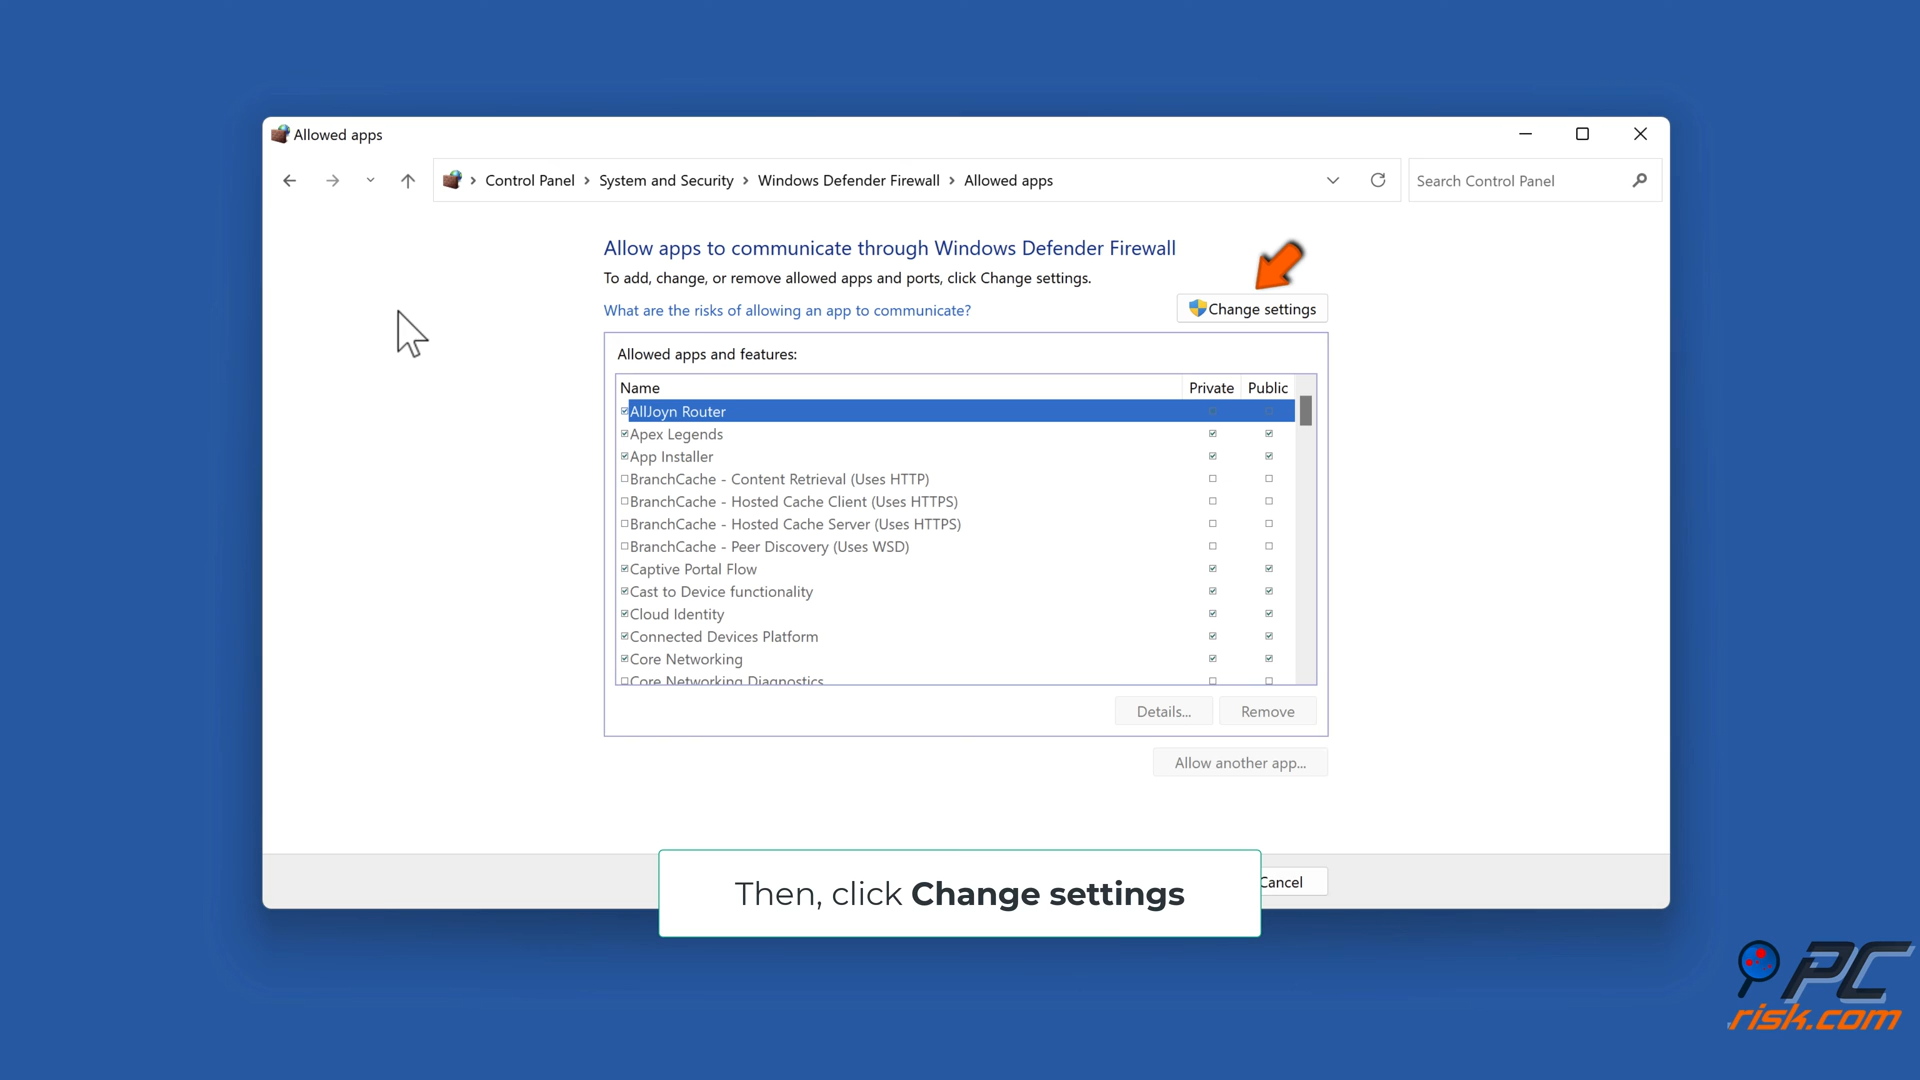 Allowed apps
Control Panel > System and Security > Windows Defender Firewall > Allowed apps
Search Control Panel
Allow apps to communicate through Windows Defender Firewall
To add, change, or remove allowed apps and ports, click Change settings.
What are the risks of allowing an app to communicate?
Change settings
Allowed apps and features:
Name Private Public
AllJoyn Router
Apex Legends
App Installer
BranchCache - Content Retrieval (Uses HTTP)
BranchCache - Hosted Cache Client (Uses HTTPS)
BranchCache - Hosted Cache Server (Uses HTTPS)
BranchCache - Peer Discovery (Uses WSD)
Captive Portal Flow
Cast to Device functionality
Cloud Identity
Connected Devices Platform
Core Networking
Core Networking Diagnostics
Details... Remove
Allow another app...
Cancel
Then, click Change settings
PC
risk.com